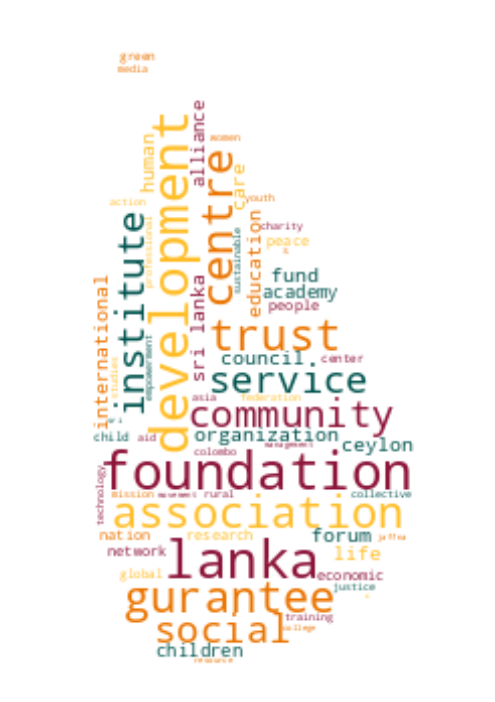 green
media
alliance
women
human
development
centre
care
action
youth
institute
professional
education
charity
sustainable
peace
fund
academy
international
sri lanka
people
trust
council
center
studies
empowerment
service
asia
federation
community
child
aid
organization
management
ceylon
colombo
foundation
technology
mission
movement
rural
collective
association
nation
research
forum
jaffna
network
lanka
life
global
economic
justice
gurantee
training
social
college
children
resource